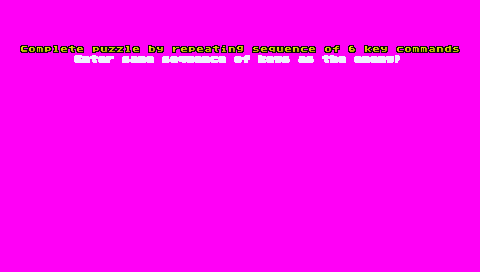 Complete puzzle by repeating sequence of 6 key commands
Enter same sequence of keys as the enemy!